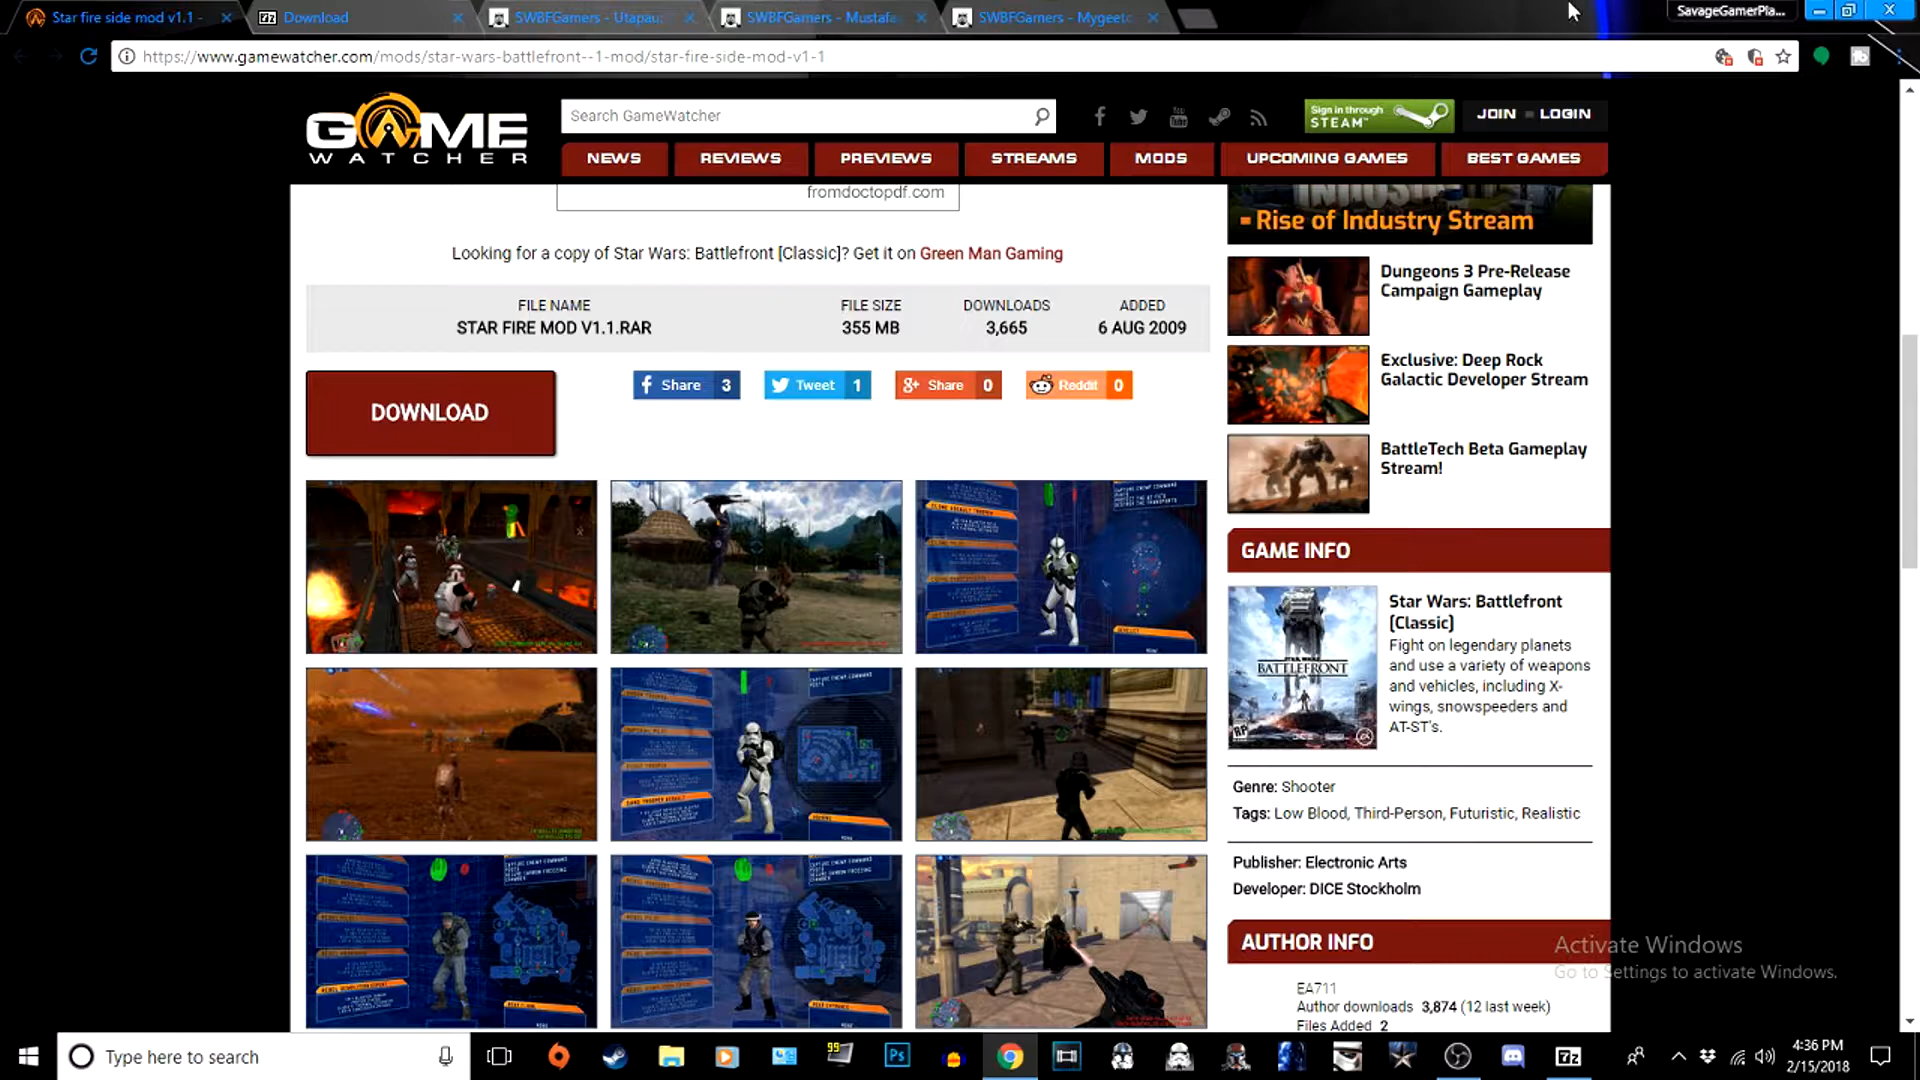 Star fire side mod v1.1 -
Download
SWBFGamers - Utapau:
SWBFGamers - Mustafa
SWBFGamers - Mygeeto
SavageGamerPla...
https://www.gamewatcher.com/mods/star-wars-battlefront--1-mod/star-fire-side-mod-v1-1
GAME
WATCHER
Search GameWatcher
Sign in through
STEAM™
JOIN
LOGIN
NEWS
REVIEWS
PREVIEWS
STREAMS
MODS
UPCOMING GAMES
BEST GAMES
fromdoctopdf.com
Looking for a copy of Star Wars: Battlefront [Classic]? Get it on Green Man Gaming
FILE NAME
FILE SIZE
DOWNLOADS
ADDED
STAR FIRE MOD V1.1.RAR
355 MB
3,665
6 AUG 2009
DOWNLOAD
Share 3
Tweet 1
Share 0
Reddit 0
- Rise of Industry Stream
Dungeons 3 Pre-Release
Campaign Gameplay
Exclusive: Deep Rock
Galactic Developer Stream
BattleTech Beta Gameplay
Stream!
GAME INFO
BATTLEFRONT
Star Wars: Battlefront
[Classic]
Fight on legendary planets
and use a variety of weapons
and vehicles, including X-
wings, snowspeeders and
AT-ST's.
Genre: Shooter
Tags: Low Blood, Third-Person, Futuristic, Realistic
Publisher: Electronic Arts
Developer: DICE Stockholm
AUTHOR INFO
EA711
Author downloads 3,874 (12 last week)
Files Added 2
Activate Windows
Go to Settings to activate Windows.
Type here to search
99
Ps
7z
4:36 PM
2/15/2018